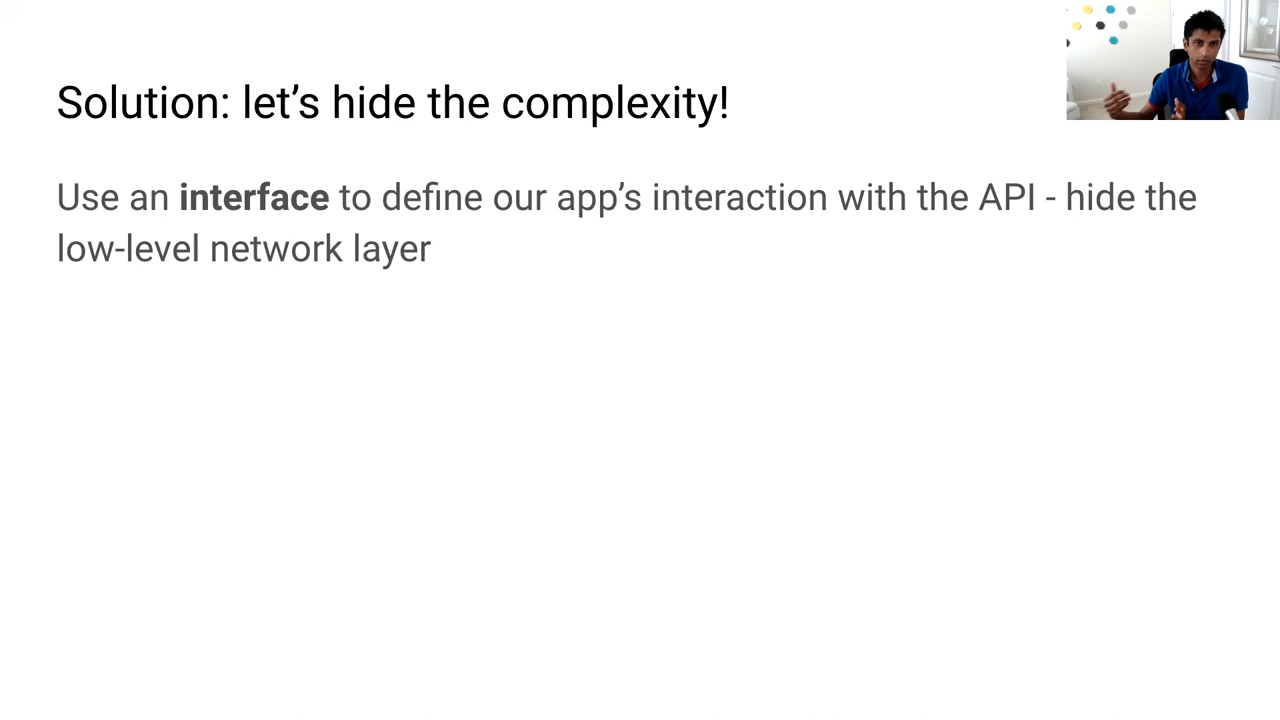 Solution: let’s hide the complexity!
Use an interface to define our app’s interaction with the API - hide the
low-level network layer